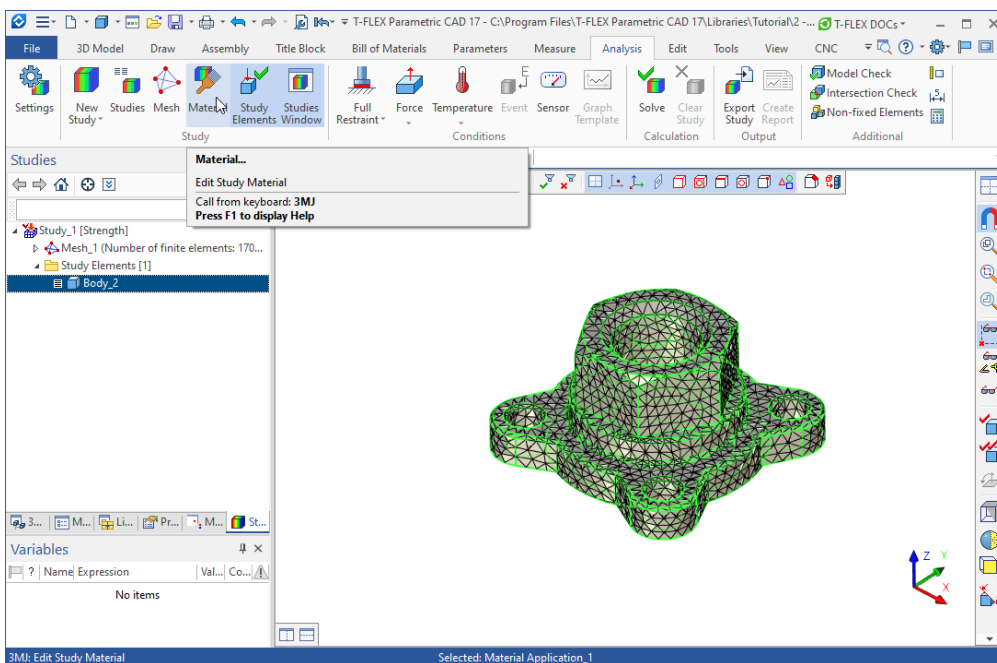 T-FLEX Parametric CAD 17 - C:\Program Files\T-FLEX Parametric CAD 17\Libraries\Tutorial\2 -... T-FLEX DOCs
File 3D Model Draw Assembly Title Block Bill of Materials Parameters Measure Analysis Edit Tools View CNC
Settings New Study Studies Mesh Material Study Elements Studies Window Full Restraint Force Temperature Event Sensor Graph Template Solve Clear Study Export Study Create Report
Model Check
Intersection Check
Non-fixed Elements
Study Conditions Calculation Output Additional
Studies
Material...
Edit Study Material
Call from keyboard: 3MJ
Press F1 to display Help
Study_1 [Strength]
Mesh_1 (Number of finite elements: 170...
Study Elements [1]
Body_2
3... M... Li... Pr... M... St...
Variables
? Name Expression Val... Co...
No items
Z Y
X
3MJ: Edit Study Material Selected: Material Application_1